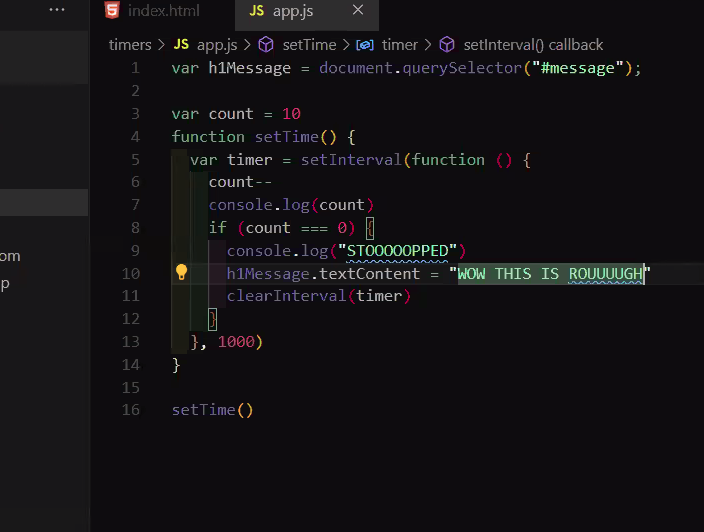 ... index.html app.js
timers > app.js > setTime > timer > setInterval() callback
1 var h1Message = document.querySelector("#message");
2
3 var count = 10
4 function setTime() {
5 var timer = setInterval(function () {
6 count--
7 console.log(count)
8 if (count === 0) {
9 console.log("STOOOOOPPED")
10 h1Message.textContent = "WOW THIS IS ROUUUUGH"
11 clearInterval(timer)
12 }
13 }, 1000)
14 }
15
16 setTime()
om
p